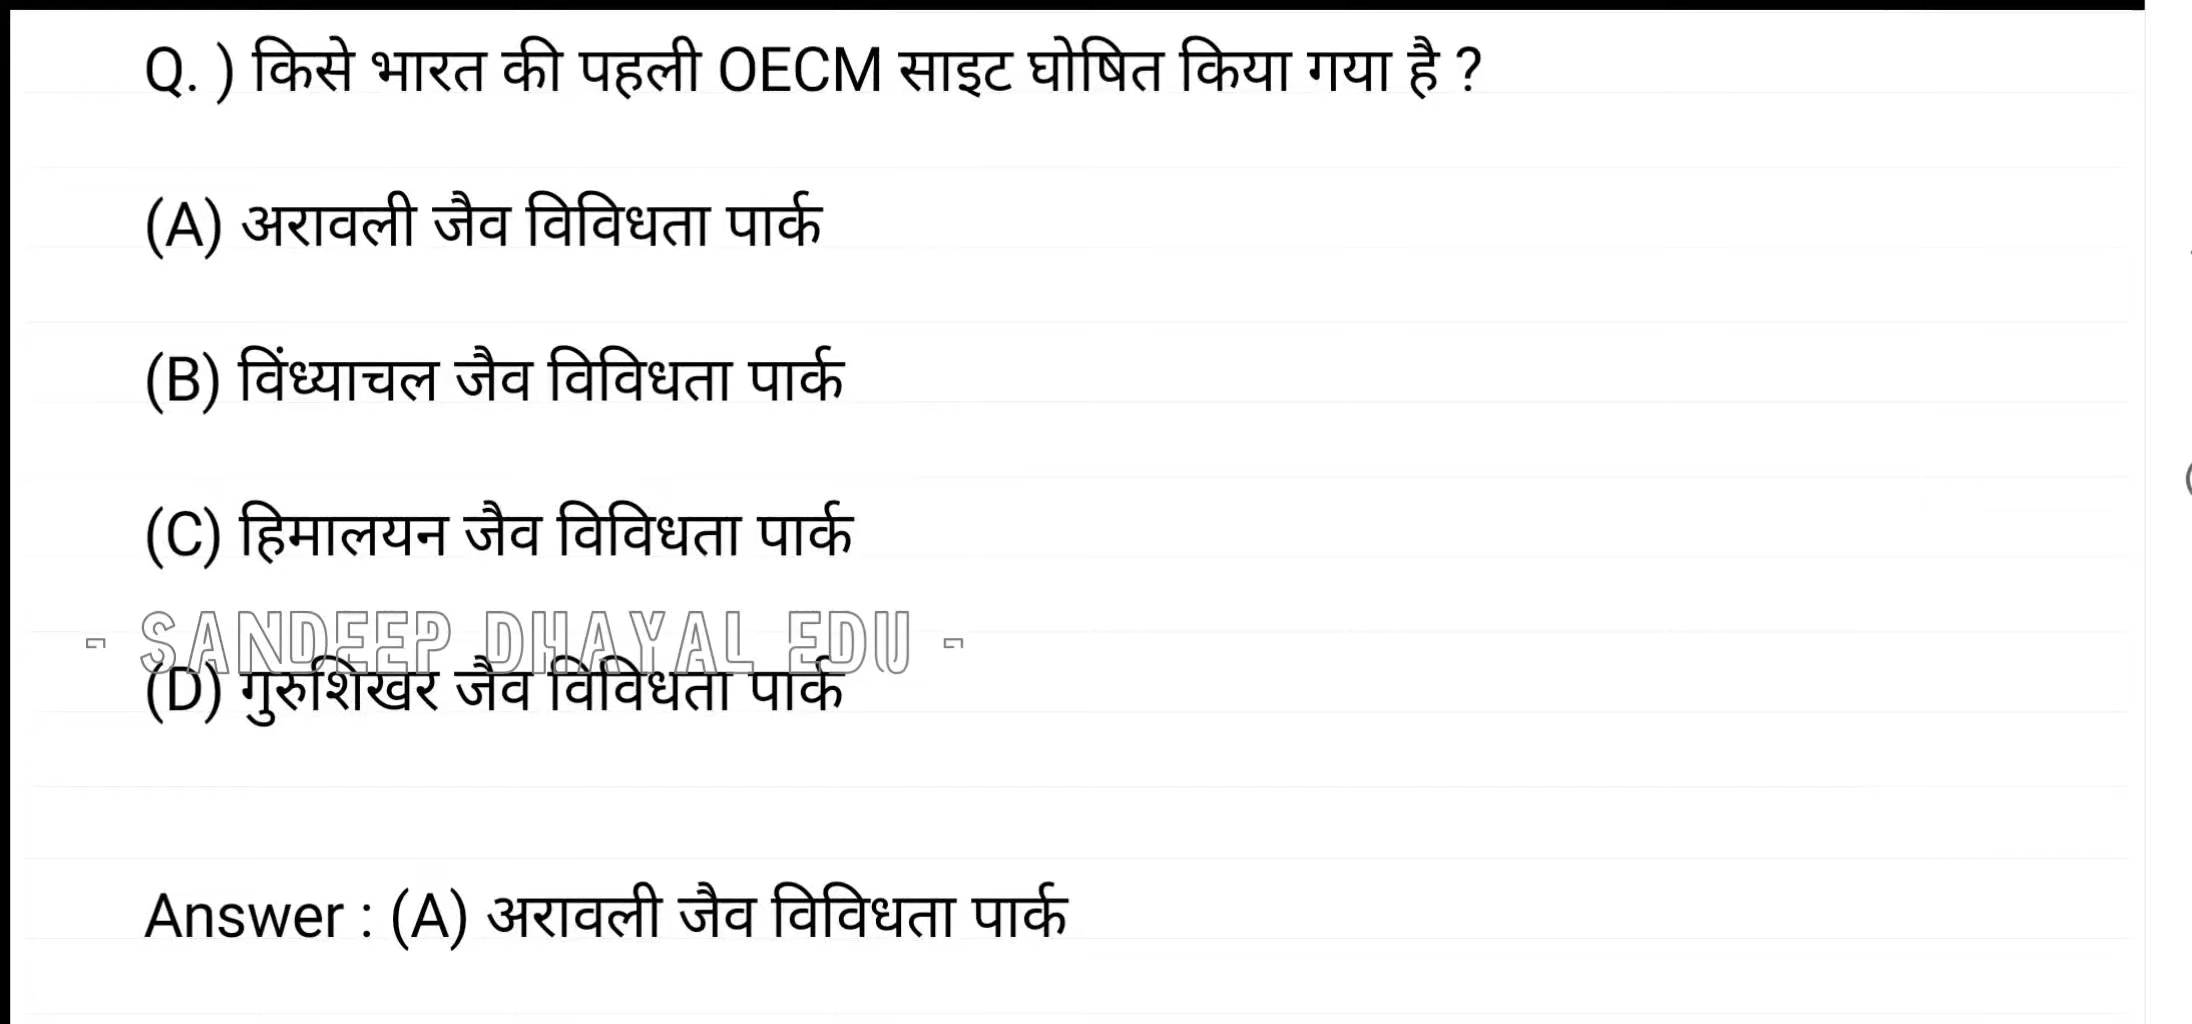 Q. ) किसे भारत की पहली OECM साइट घोषित किया गया है ?
(A) अरावली जैव विविधता पार्क
(B) विंध्याचल जैव विविधता पार्क
(C) हिमालयन जैव विविधता पार्क
- SANDEEP DHAYAL EDU -
(D) गुरुशिखर जैव विविधता पार्क
Answer : (A) अरावली जैव विविधता पार्क